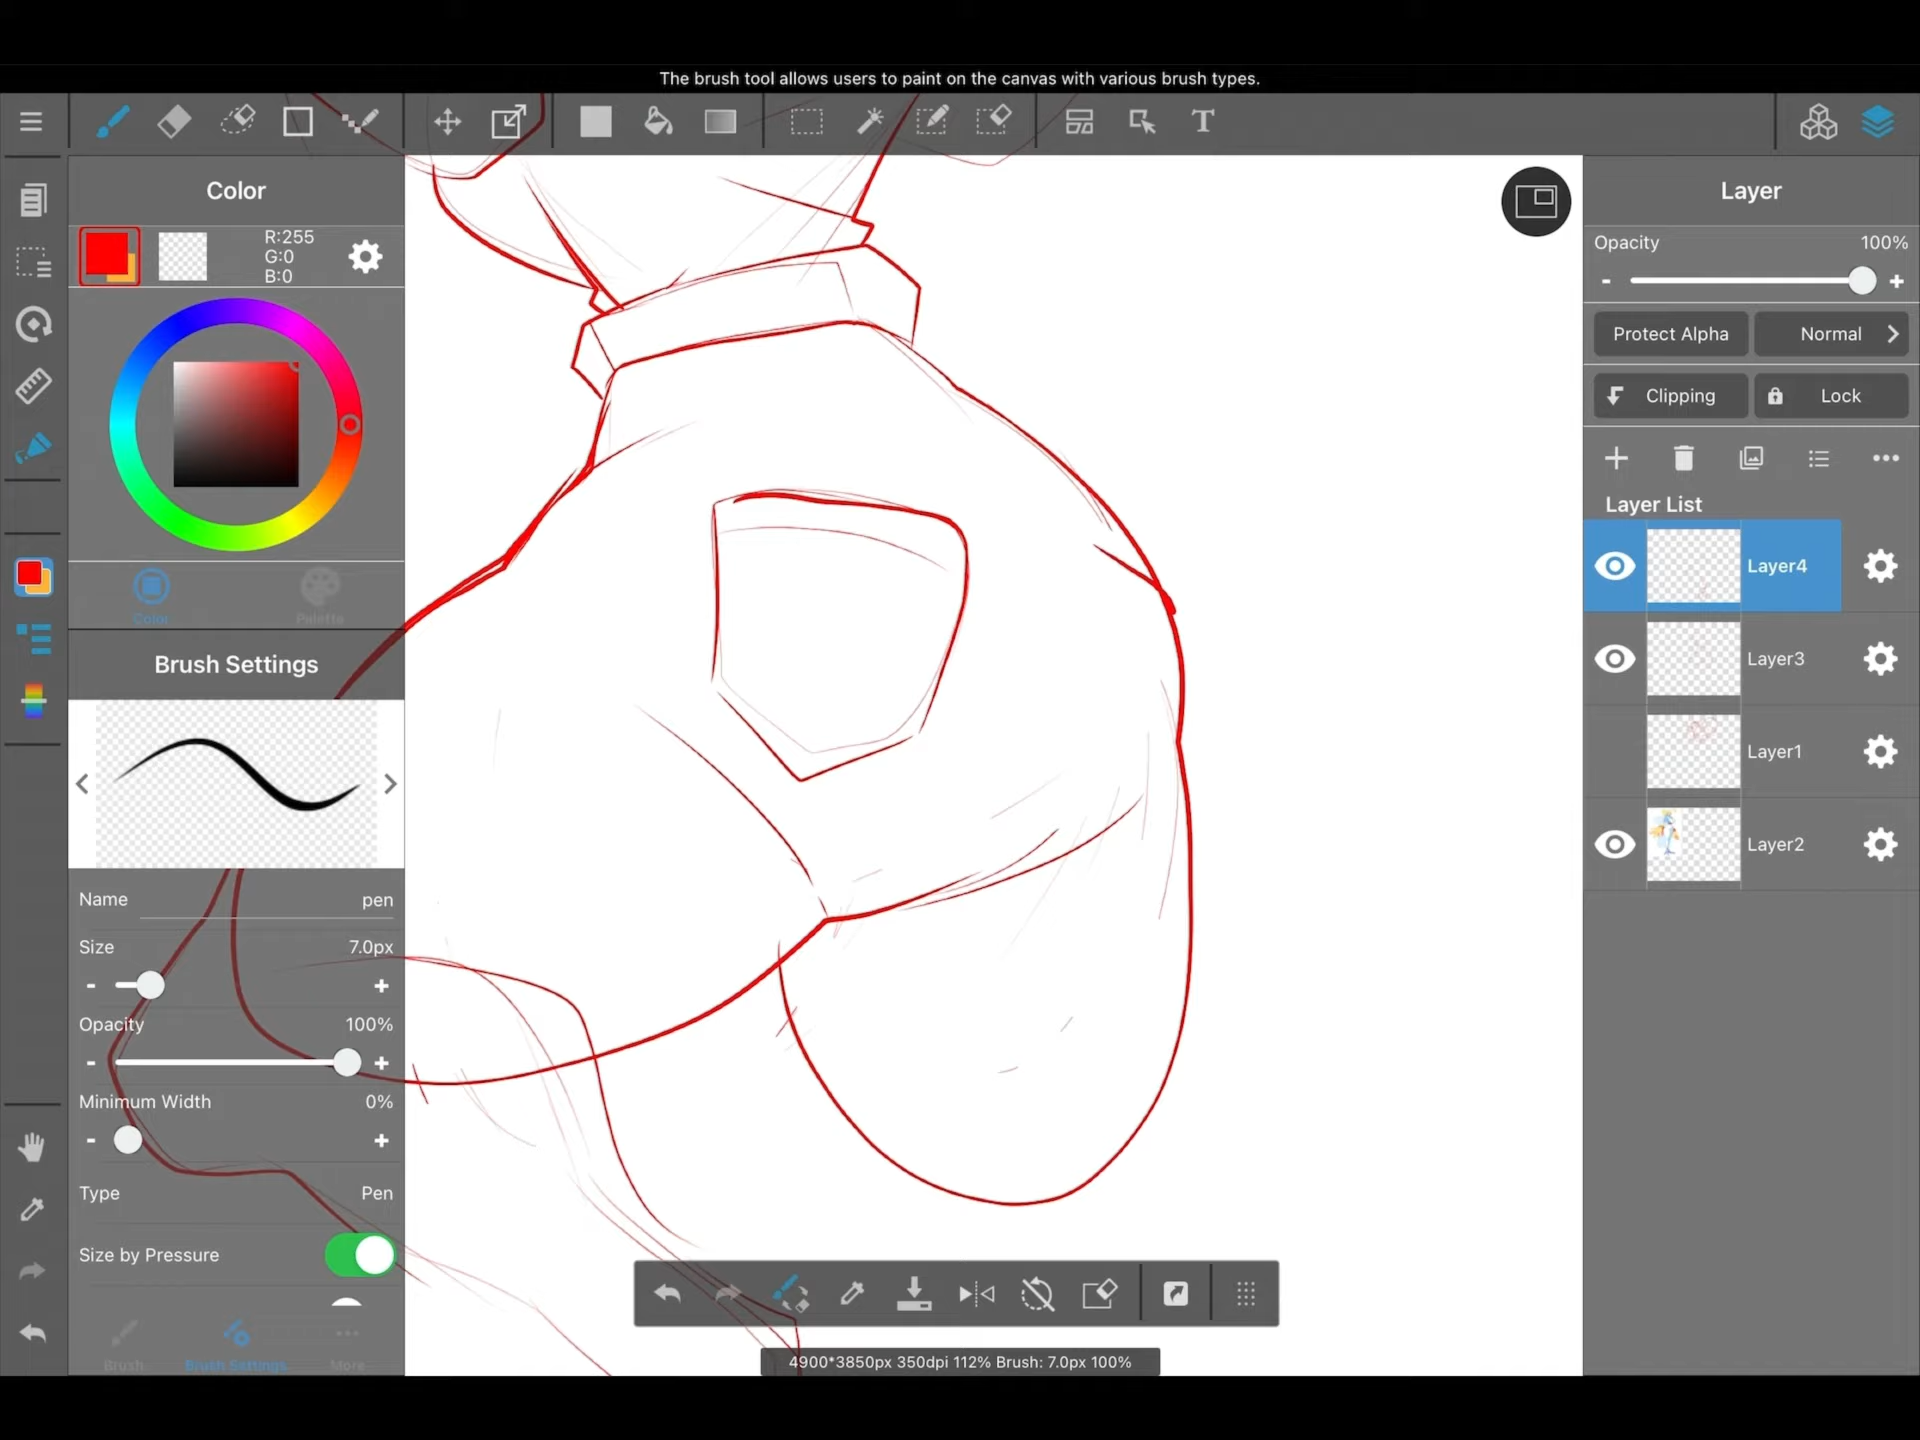 The brush tool allows users to paint on the canvas with various brush types.
T
Color
R:255
G:0
B:0
Color
Palette
Brush Settings
Name pen
Size 7.0px
- +
Opacity 100%
- +
Minimum Width 0%
- +
Type Pen
Size by Pressure
Brush
Brush Settings
More
4900*3850px 350dpi 112% Brush: 7.0px 100%
Layer
Opacity 100%
- +
Protect Alpha
Normal
Clipping
Lock
Layer List
Layer4
Layer3
Layer1
Layer2